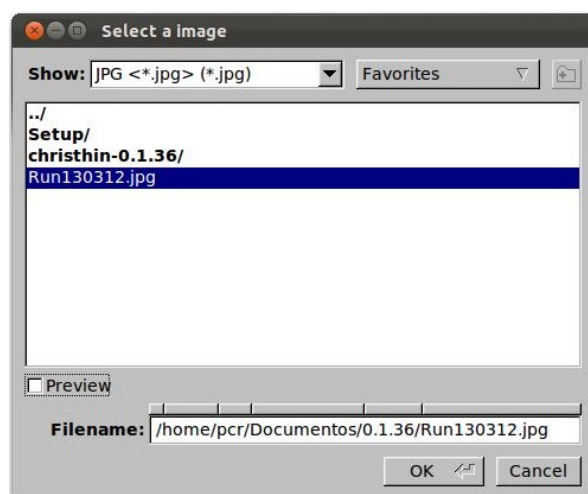 Select a image
Show: JPG <*.jpg> (*.jpg) Favorites
../
Setup/
christhin-0.1.36/
Run130312.jpg
Preview
Filename: /home/pcr/Documentos/0.1.36/Run130312.jpg
OK Cancel